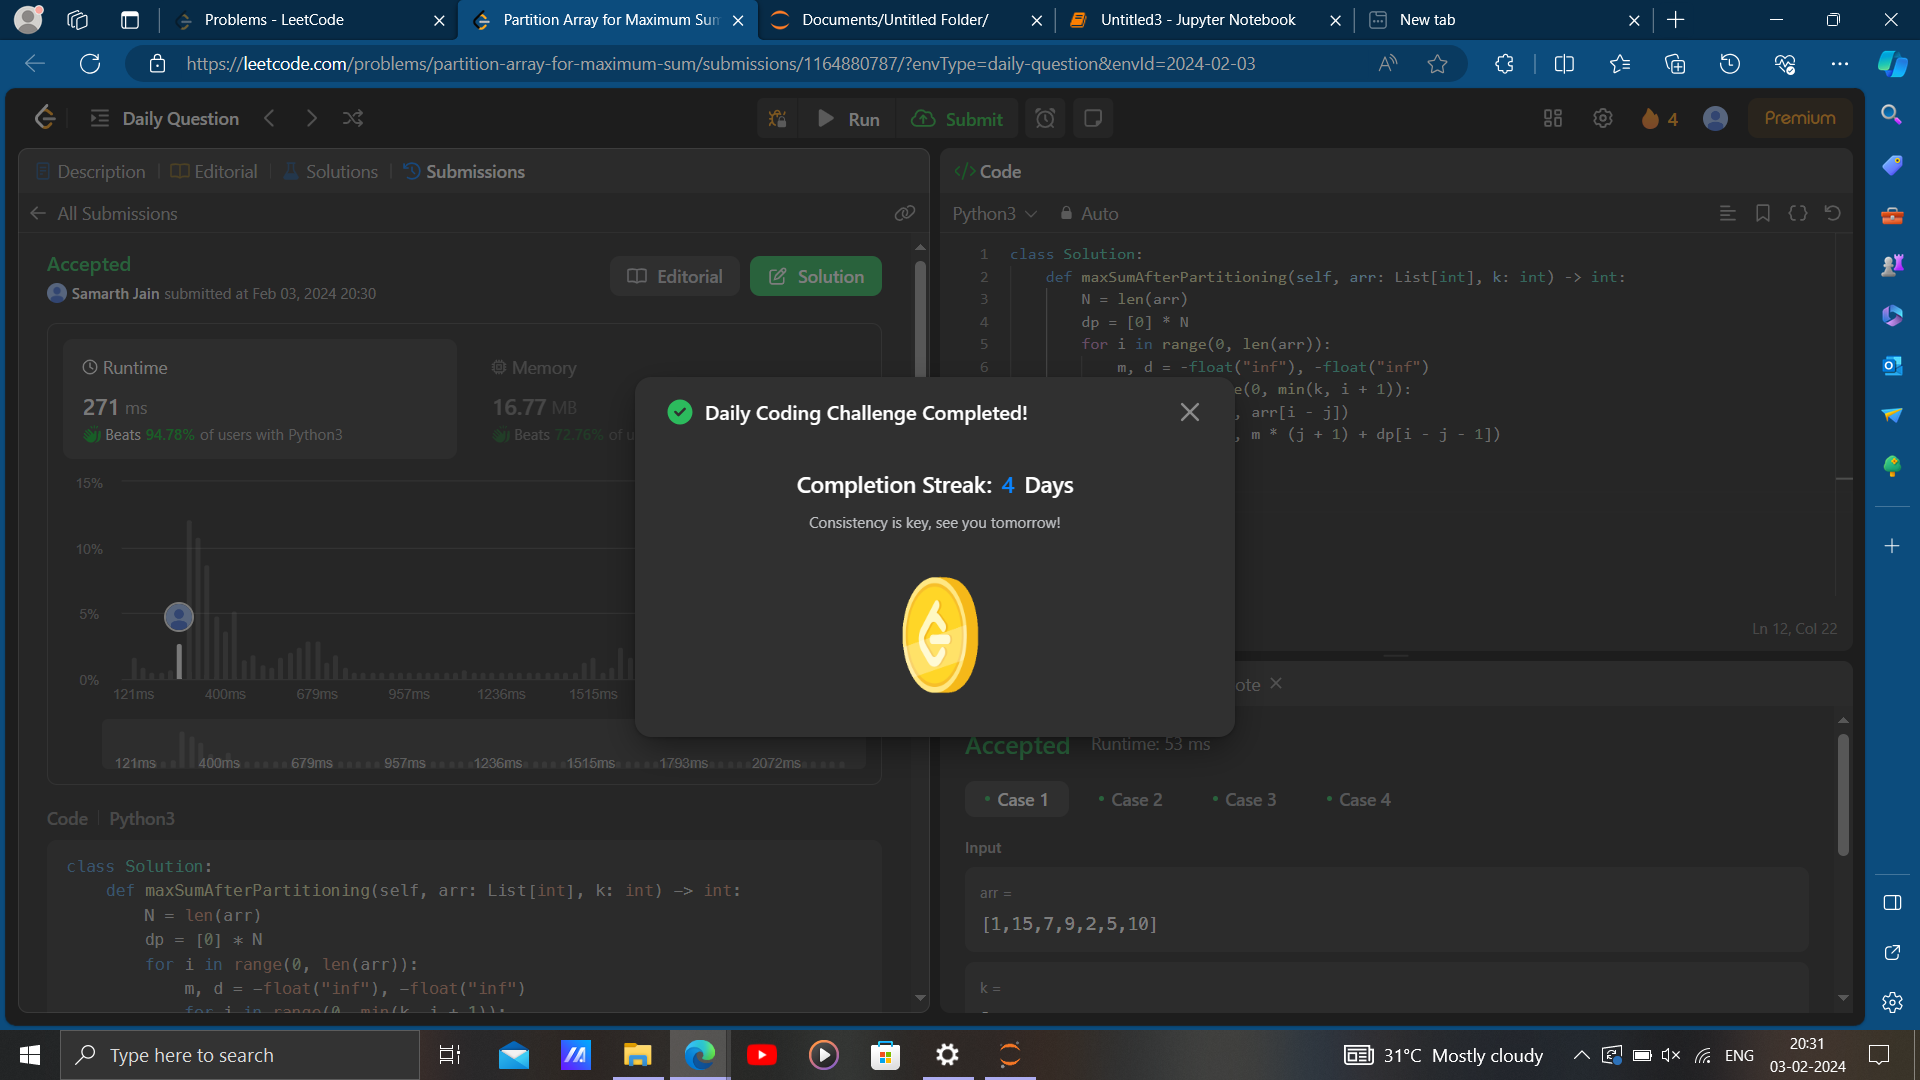 Problems - LeetCode
Partition Array for Maximum Sum
Documents/Untitled Folder/
Untitled3 - Jupyter Notebook
New tab
https://leetcode.com/problems/partition-array-for-maximum-sum/submissions/1164880787/?envType=daily-question&envId=2024-02-03
Daily Question
Run
Submit
4
Premium
Description
Editorial
Solutions
Submissions
All Submissions
Accepted
Samarth Jain submitted at Feb 03, 2024 20:30
Editorial
Solution
Runtime
271 ms
Beats 94.78% of users with Python3
Memory
16.77 MB
Beats 72.76% of u
15%
10%
5%
0%
121ms 400ms 679ms 957ms 1236ms 1515ms
121ms 400ms 679ms 957ms 1236ms 1515ms 1793ms 2072ms
Code Python3
class Solution:
def maxSumAfterPartitioning(self, arr: List[int], k: int) -> int:
N = len(arr)
dp = [0] * N
for i in range(0, len(arr)):
m, d = -float("inf"), -float("inf")
for j in range(0, min(k, i + 1)):
Daily Coding Challenge Completed!
Completion Streak: 4 Days
Consistency is key, see you tomorrow!
</> Code
Python3
Auto
1 class Solution:
2 def maxSumAfterPartitioning(self, arr: List[int], k: int) -> int:
3 N = len(arr)
4 dp = [0] * N
5 for i in range(0, len(arr)):
6 m, d = -float("inf"), -float("inf")
e(0, min(k, i + 1)):
, arr[i - j])
, m * (j + 1) + dp[i - j - 1])
Ln 12, Col 22
ote
Accepted
Runtime: 53 ms
Case 1
Case 2
Case 3
Case 4
Input
arr =
[1,15,7,9,2,5,10]
k =
Type here to search
31°C Mostly cloudy
ENG
20:31
03-02-2024